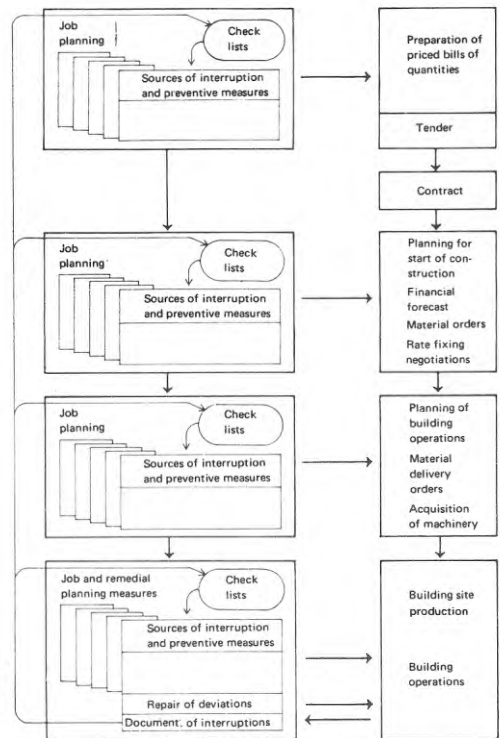 Job
planning
Check
lists
Sources of interruption
and preventive measures
Preparation of
priced bills of
quantities
Tender
Contract
Job
planning
Check
lists
Sources of interruption
and preventive measures
Planning for
start of con-
struction
Financial
forecast
Material orders
Rate fixing
negotiations
Job
planning
Check
lists
Sources of interruption
and preventive measures
Planning of
building
operations
Material
delivery
orders
Acquisition
of machinery
Job and remedial
planning measures
Check
lists
Sources of interruption
and preventive measures
Repair of deviations
Document. of interruptions
Building site
production
Building
operations